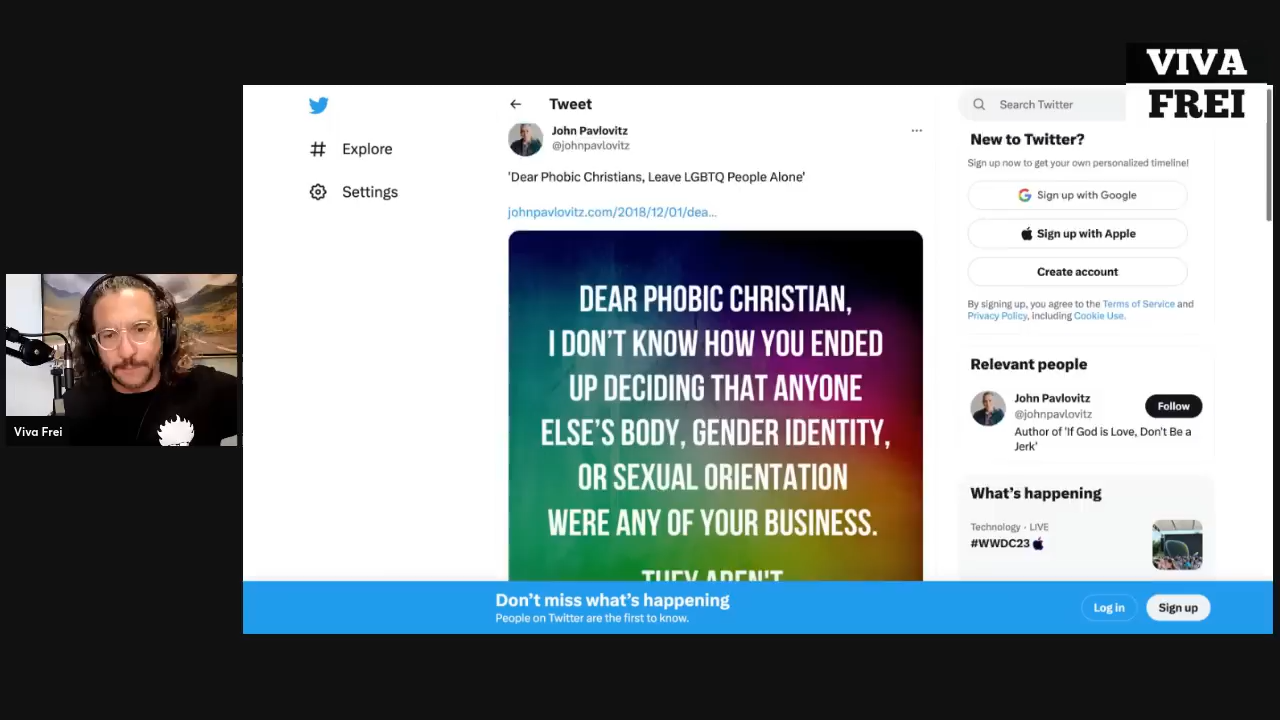 VIVA
FREI
Tweet
John Pavlovitz
@johnpavlovitz
'Dear Phobic Christians, Leave LGBTQ People Alone'
johnpavlovitz.com/2018/12/01/dea...
DEAR PHOBIC CHRISTIAN,
I DON'T KNOW HOW YOU ENDED
UP DECIDING THAT ANYONE
ELSE'S BODY, GENDER IDENTITY,
OR SEXUAL ORIENTATION
WERE ANY OF YOUR BUSINESS.
THEY AREN'T
Explore
Settings
Search Twitter
New to Twitter?
Sign up now to get your own personalized timeline!
Sign up with Google
Sign up with Apple
Create account
By signing up, you agree to the Terms of Service and
Privacy Policy, including Cookie Use.
Relevant people
John Pavlovitz
@johnpavlovitz
Follow
Author of 'If God is Love, Don't Be a
Jerk'
What's happening
Technology · LIVE
#WWDC23
Don't miss what's happening
People on Twitter are the first to know.
Log in
Sign up
Viva Frei